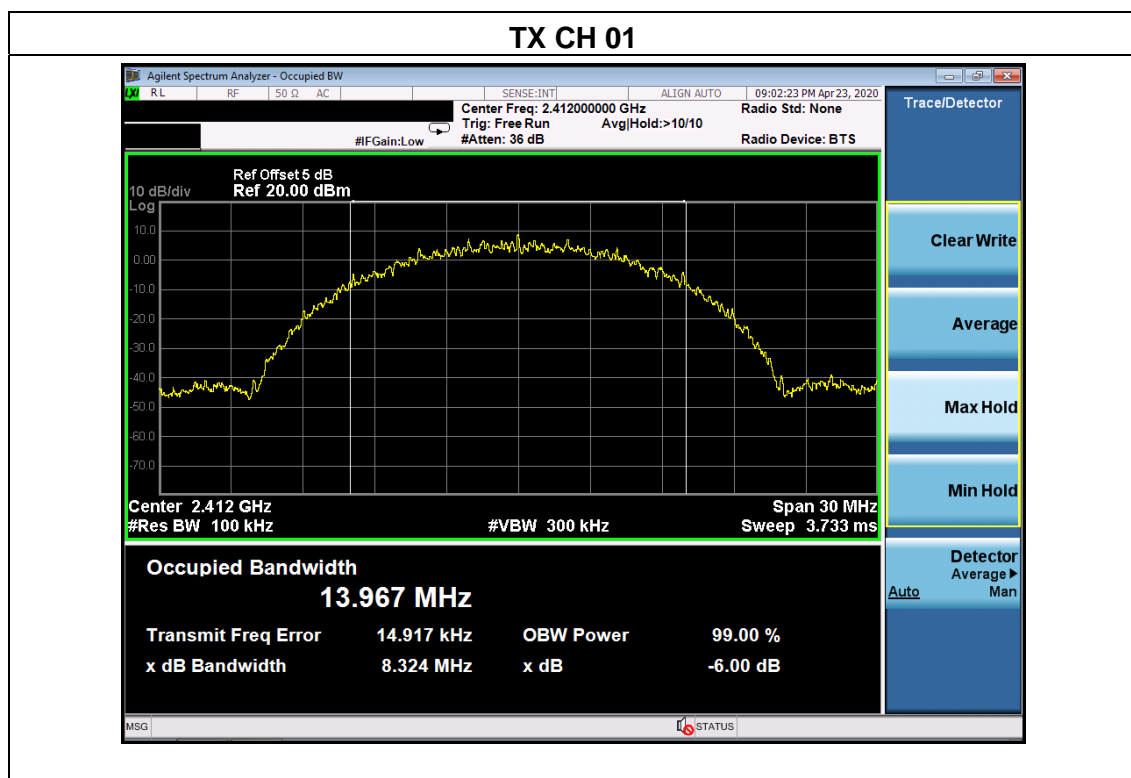 TX CH 01
Agilent Spectrum Analyzer - Occupied BW
LXI RL RF 50 Ω AC SENSE:INT ALIGN AUTO 09:02:23 PM Apr 23, 2020
Center Freq: 2.412000000 GHz Radio Std: None
Trig: Free Run Avg|Hold:>10/10
#IFGain:Low #Atten: 36 dB Radio Device: BTS
Trace/Detector
Ref Offset 5 dB
10 dB/div Ref 20.00 dBm
Log
10.0
0.00
-10.0
-20.0
-30.0
-40.0
-50.0
-60.0
-70.0
Center 2.412 GHz Span 30 MHz
#Res BW 100 kHz #VBW 300 kHz Sweep 3.733 ms
Clear Write
Average
Max Hold
Min Hold
Detector
Average
Auto Man
Occupied Bandwidth
13.967 MHz
Transmit Freq Error 14.917 kHz OBW Power 99.00 %
x dB Bandwidth 8.324 MHz x dB -6.00 dB
MSG STATUS